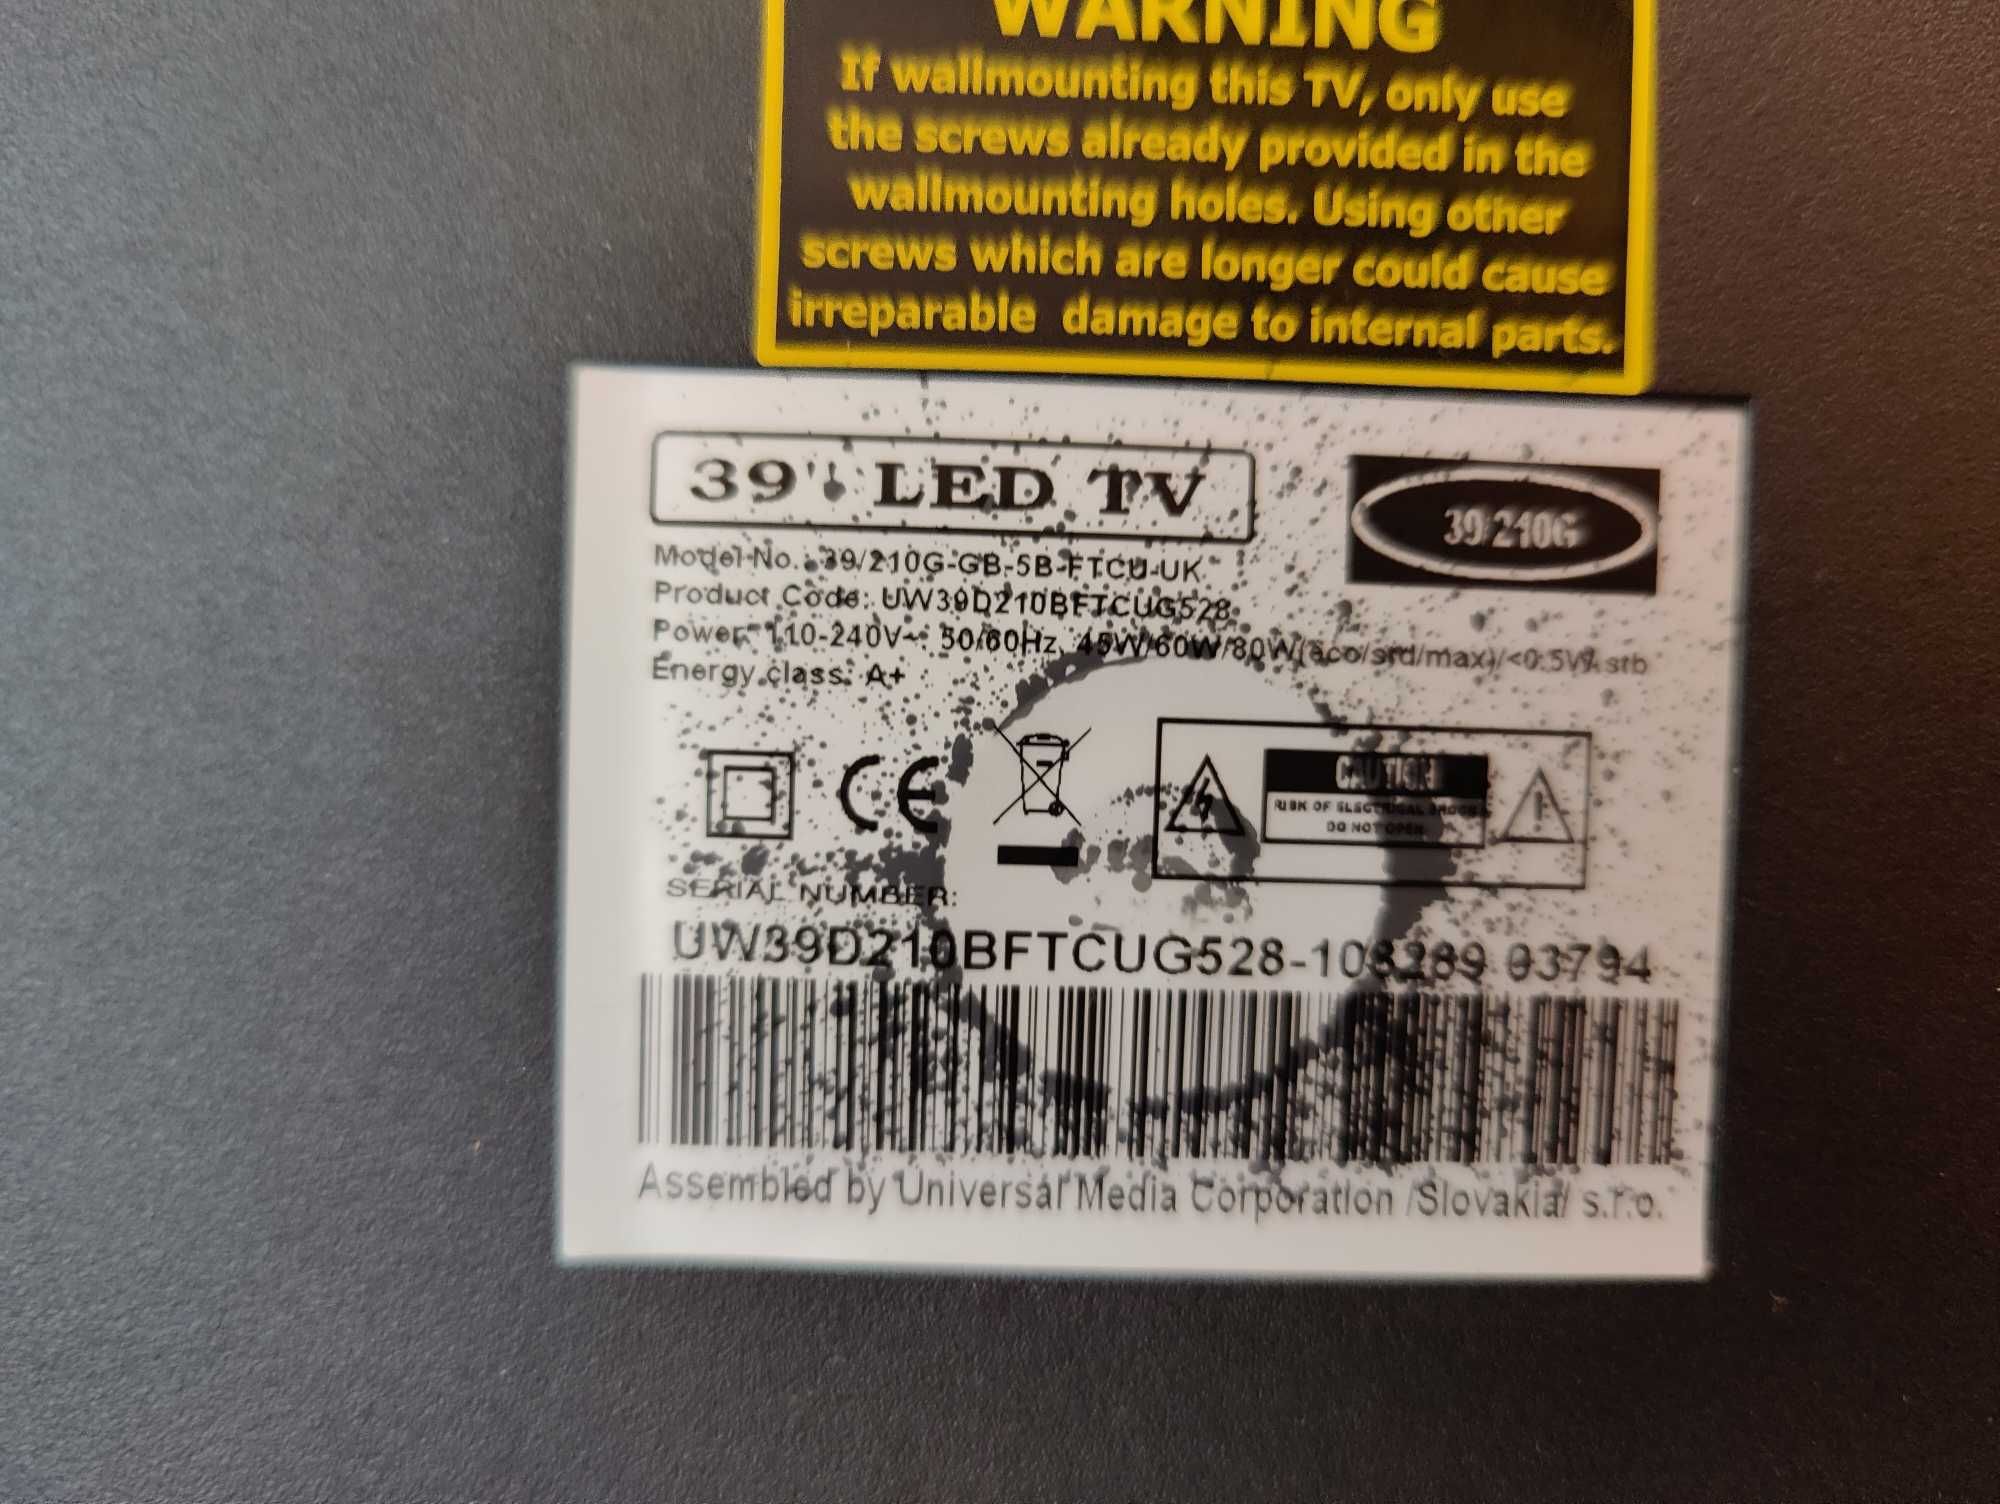 WARNING
If wallmounting this TV, only use
the screws already provided in the
wallmounting holes. Using other
screws which are longer could cause
irreparable damage to internal parts.
39'' LED TV
39/210G
Model No.: 39/210G-GB-5B-FTCU-UK
Product Code: UW39D210BFTCUG528
Power: 110-240V~ 50/60Hz, 45W/60W/80W(eco/std/max)/<0.5W stb
Energy class: A+
CE
CAUTION
RISK OF ELECTRICAL SHOCK
DO NOT OPEN
SERIAL NUMBER:
UW39D210BFTCUG528-108289 03794
Assembled by Universal Media Corporation /Slovakia/ s.r.o.